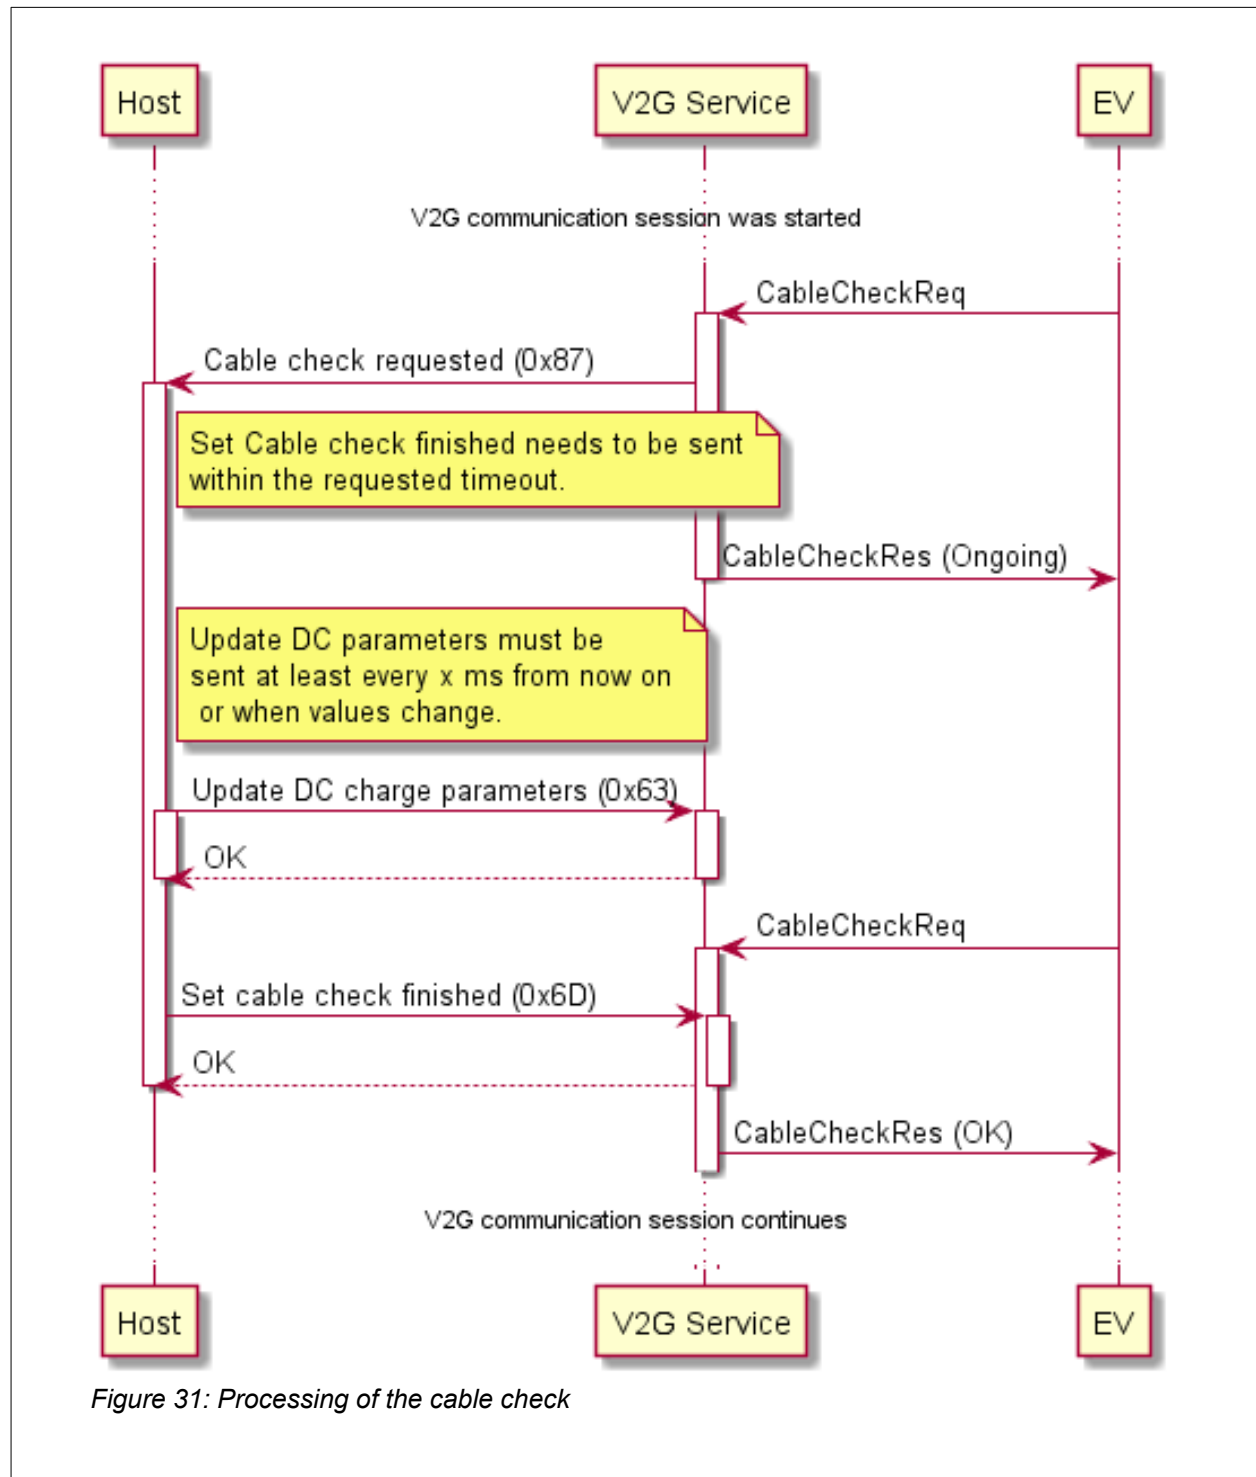 Host
V2G Service
EV
V2G communication session was started
CableCheckReq
Cable check requested (0x87)
Set Cable check finished needs to be sent
within the requested timeout.
CableCheckRes (Ongoing)
Update DC parameters must be
sent at least every x ms from now on
or when values change.
Update DC charge parameters (0x63)
OK
CableCheckReq
Set cable check finished (0x6D)
OK
CableCheckRes (OK)
V2G communication session continues
Host
V2G Service
EV
Figure 31: Processing of the cable check